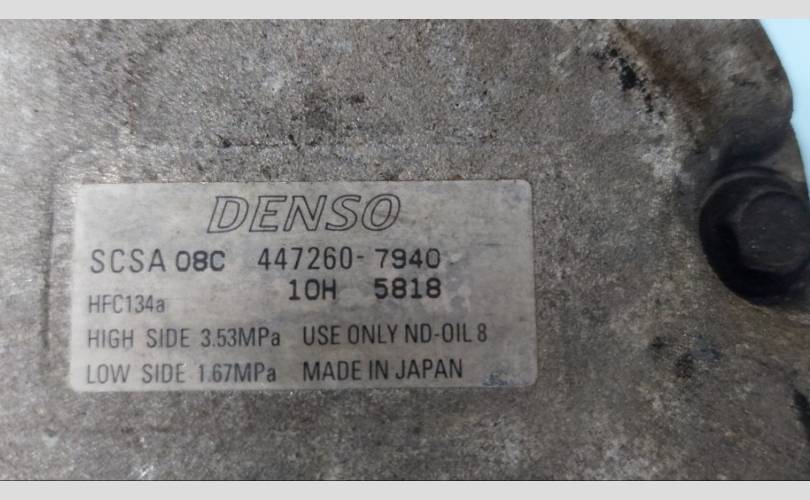 DENSO
SCSA 08C 447260-7940
10H 5818
HFC134a
HIGH SIDE 3.53MPa USE ONLY ND-OIL 8
LOW SIDE 1.67MPa MADE IN JAPAN